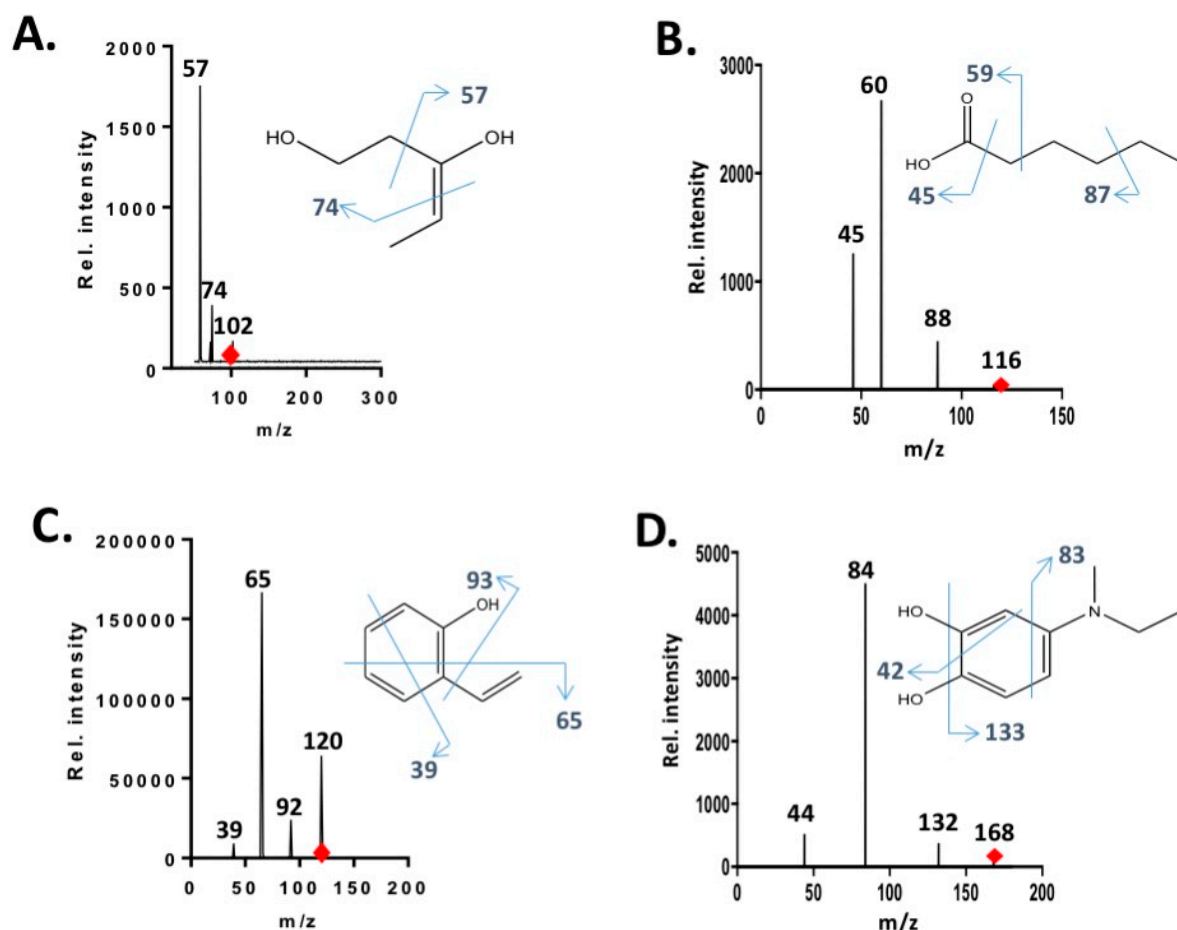 A.
2000
1500
1000
500
0
Rel. intensity
57
74
102
100 200 300
m/z
HO
OH
57
74
B.
3000
2000
1000
0
Rel. intensity
45
60
88
116
0 50 100 150
m/z
O
HO
59
45
87
C.
200000
150000
100000
50000
0
Rel. intensity
39
65
92
120
0 50 100 150 200
m/z
93
OH
65
39
D.
5000
4000
3000
2000
1000
0
Rel. intensity
44
84
132
168
0 50 100 150 200
m/z
83
HO
N
42
HO
133